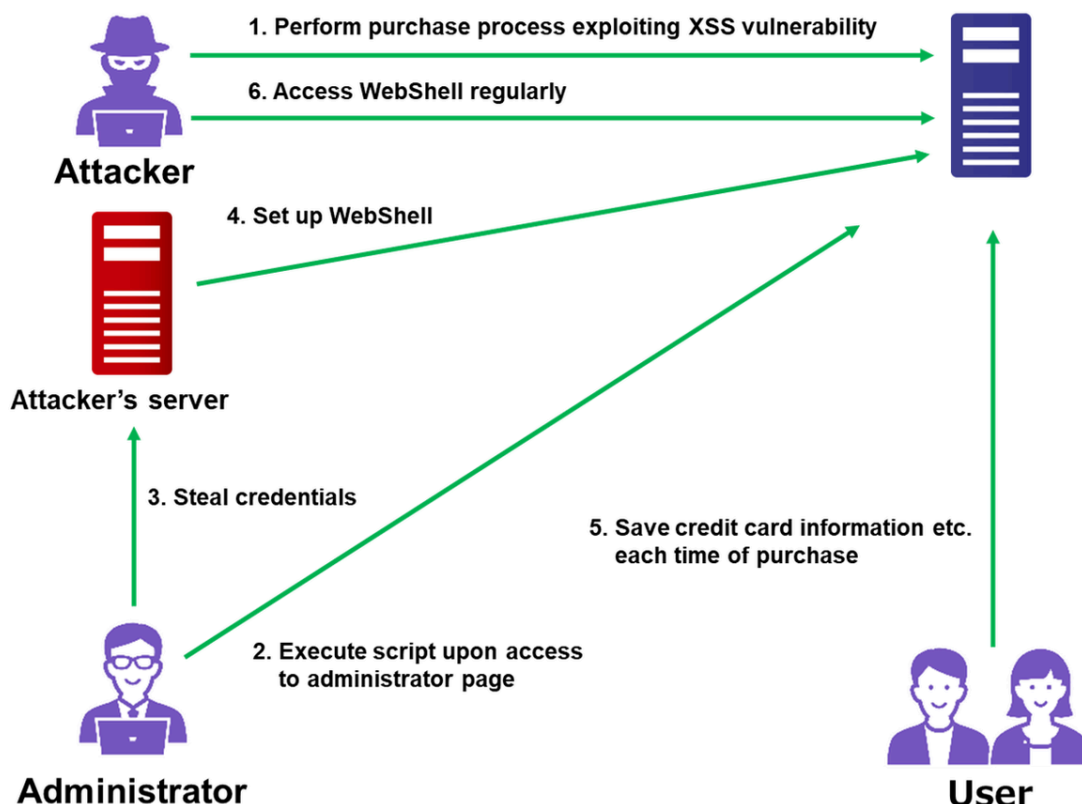 1. Perform purchase process exploiting XSS vulnerability
6. Access WebShell regularly
Attacker
4. Set up WebShell
Attacker’s server
3. Steal credentials
5. Save credit card information etc.
each time of purchase
2. Execute script upon access
to administrator page
Administrator
User